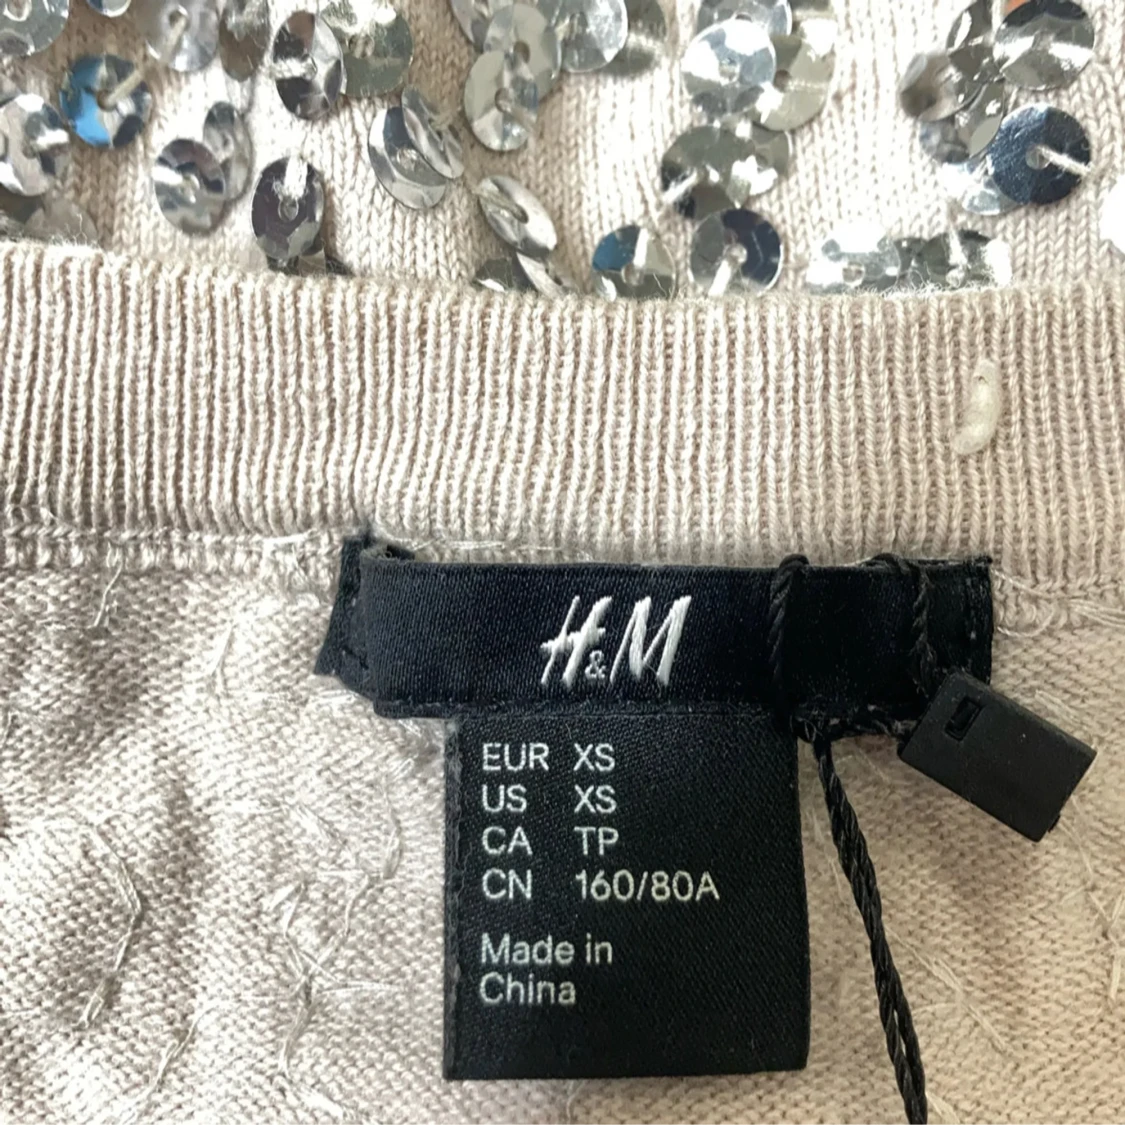 H&M
EUR XS
US XS
CA TP
CN 160/80A
Made in
China